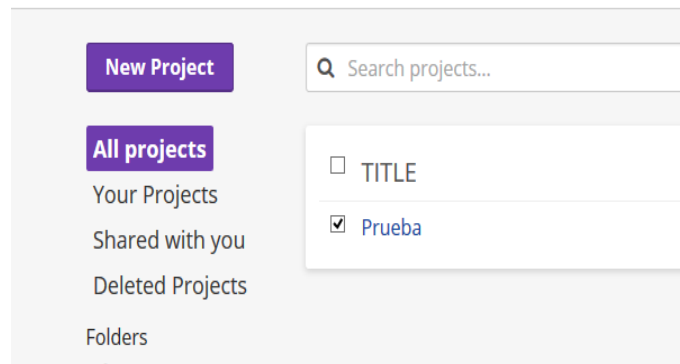 New Project
Search projects...
All projects
Your Projects
Shared with you
Deleted Projects
Folders
TITLE
Prueba